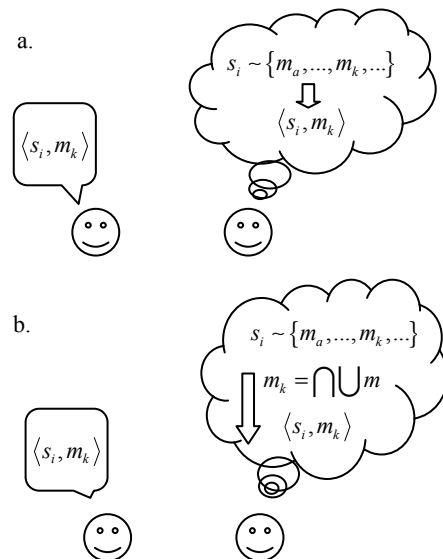 a.
s_i ~ {m_a,...,m_k,...}
⟨s_i, m_k⟩
⟨s_i, m_k⟩
b.
s_i ~ {m_a,...,m_k,...}
m_k = ⋂⋃ m
⟨s_i, m_k⟩
⟨s_i, m_k⟩